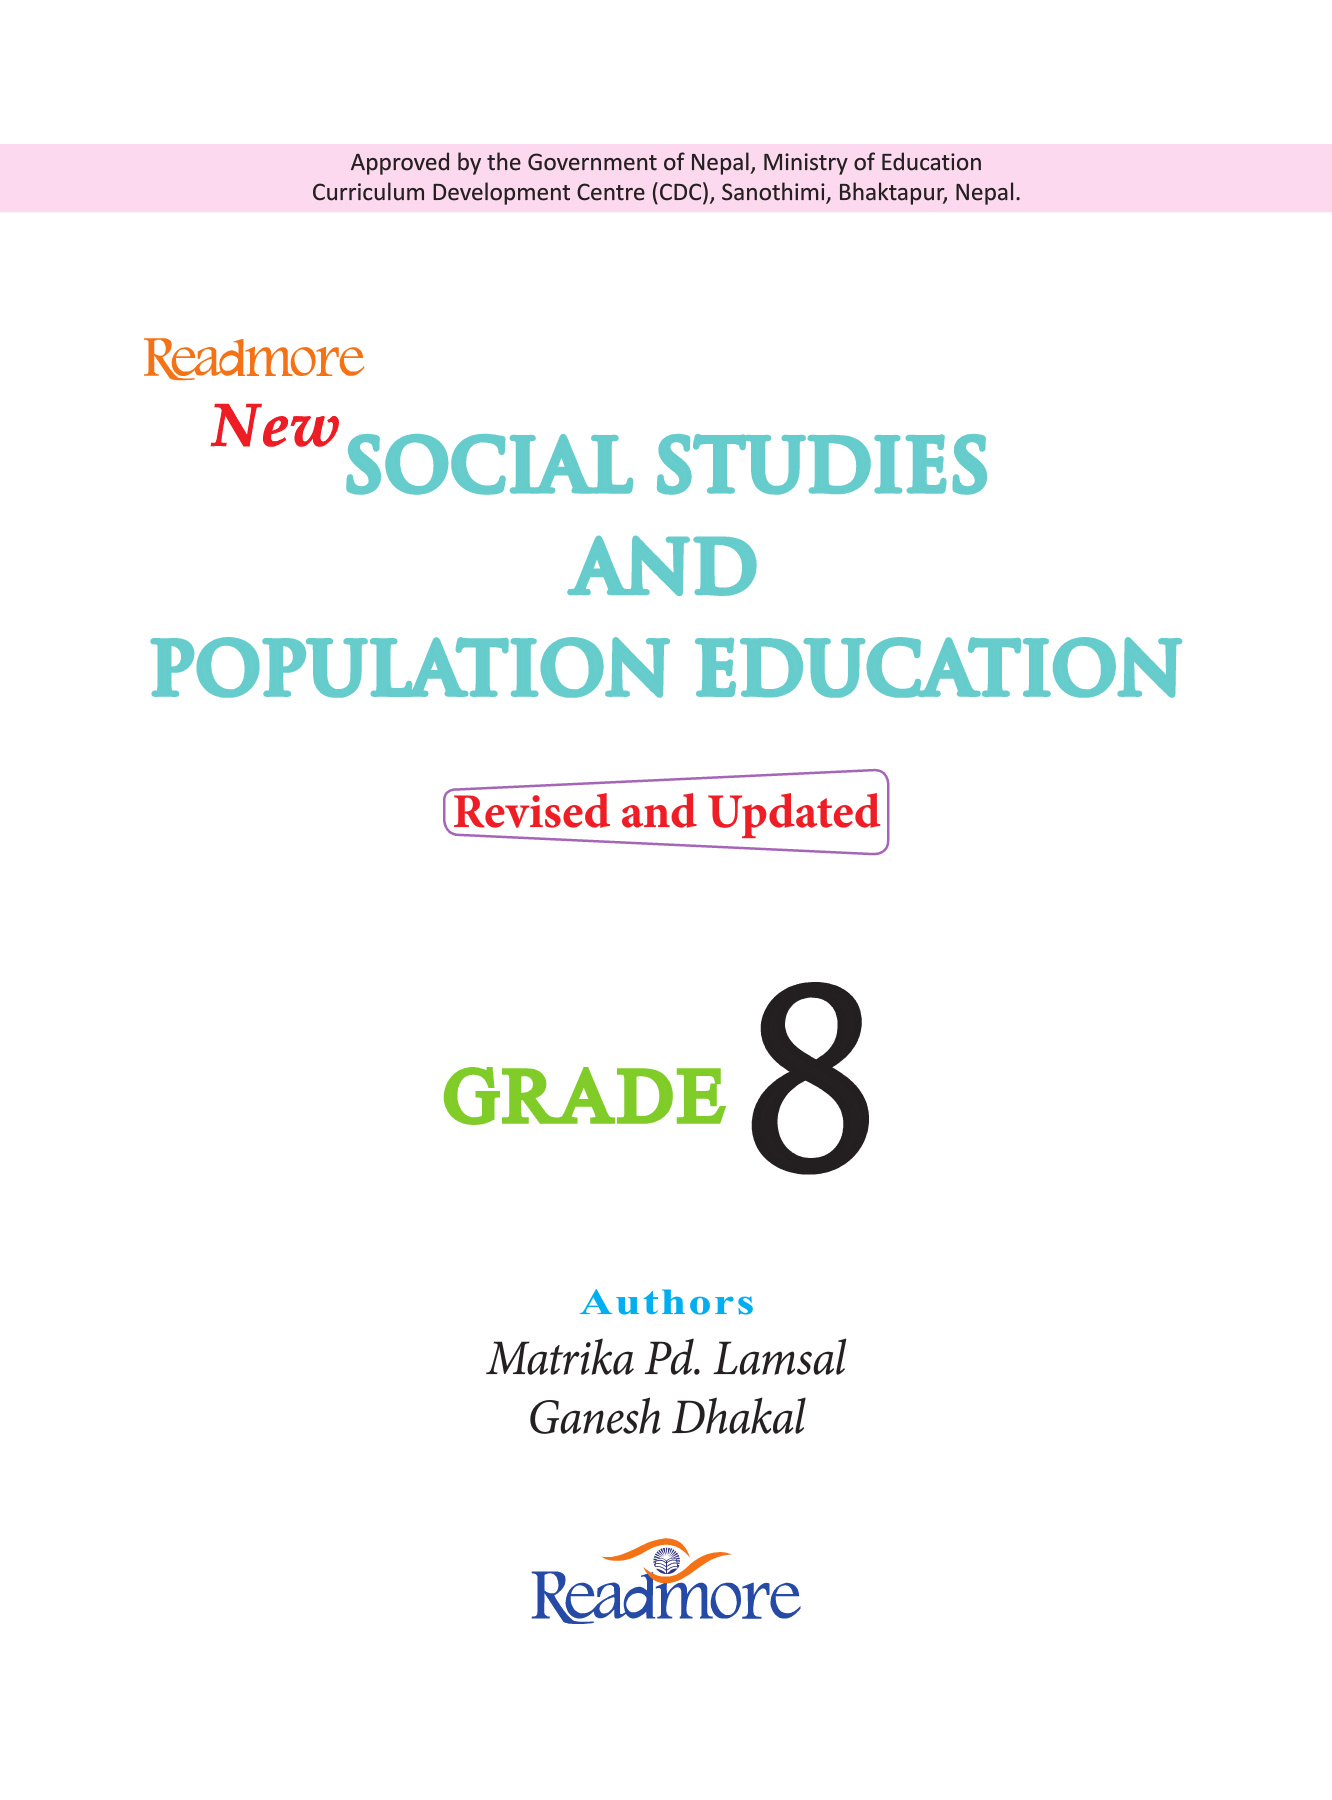 Approved by the Government of Nepal, Ministry of Education
Curriculum Development Centre (CDC), Sanothimi, Bhaktapur, Nepal.
Readmore
New SOCIAL STUDIES
AND
POPULATION EDUCATION
Revised and Updated
GRADE 8
Authors
Matrika Pd. Lamsal
Ganesh Dhakal
Readmore